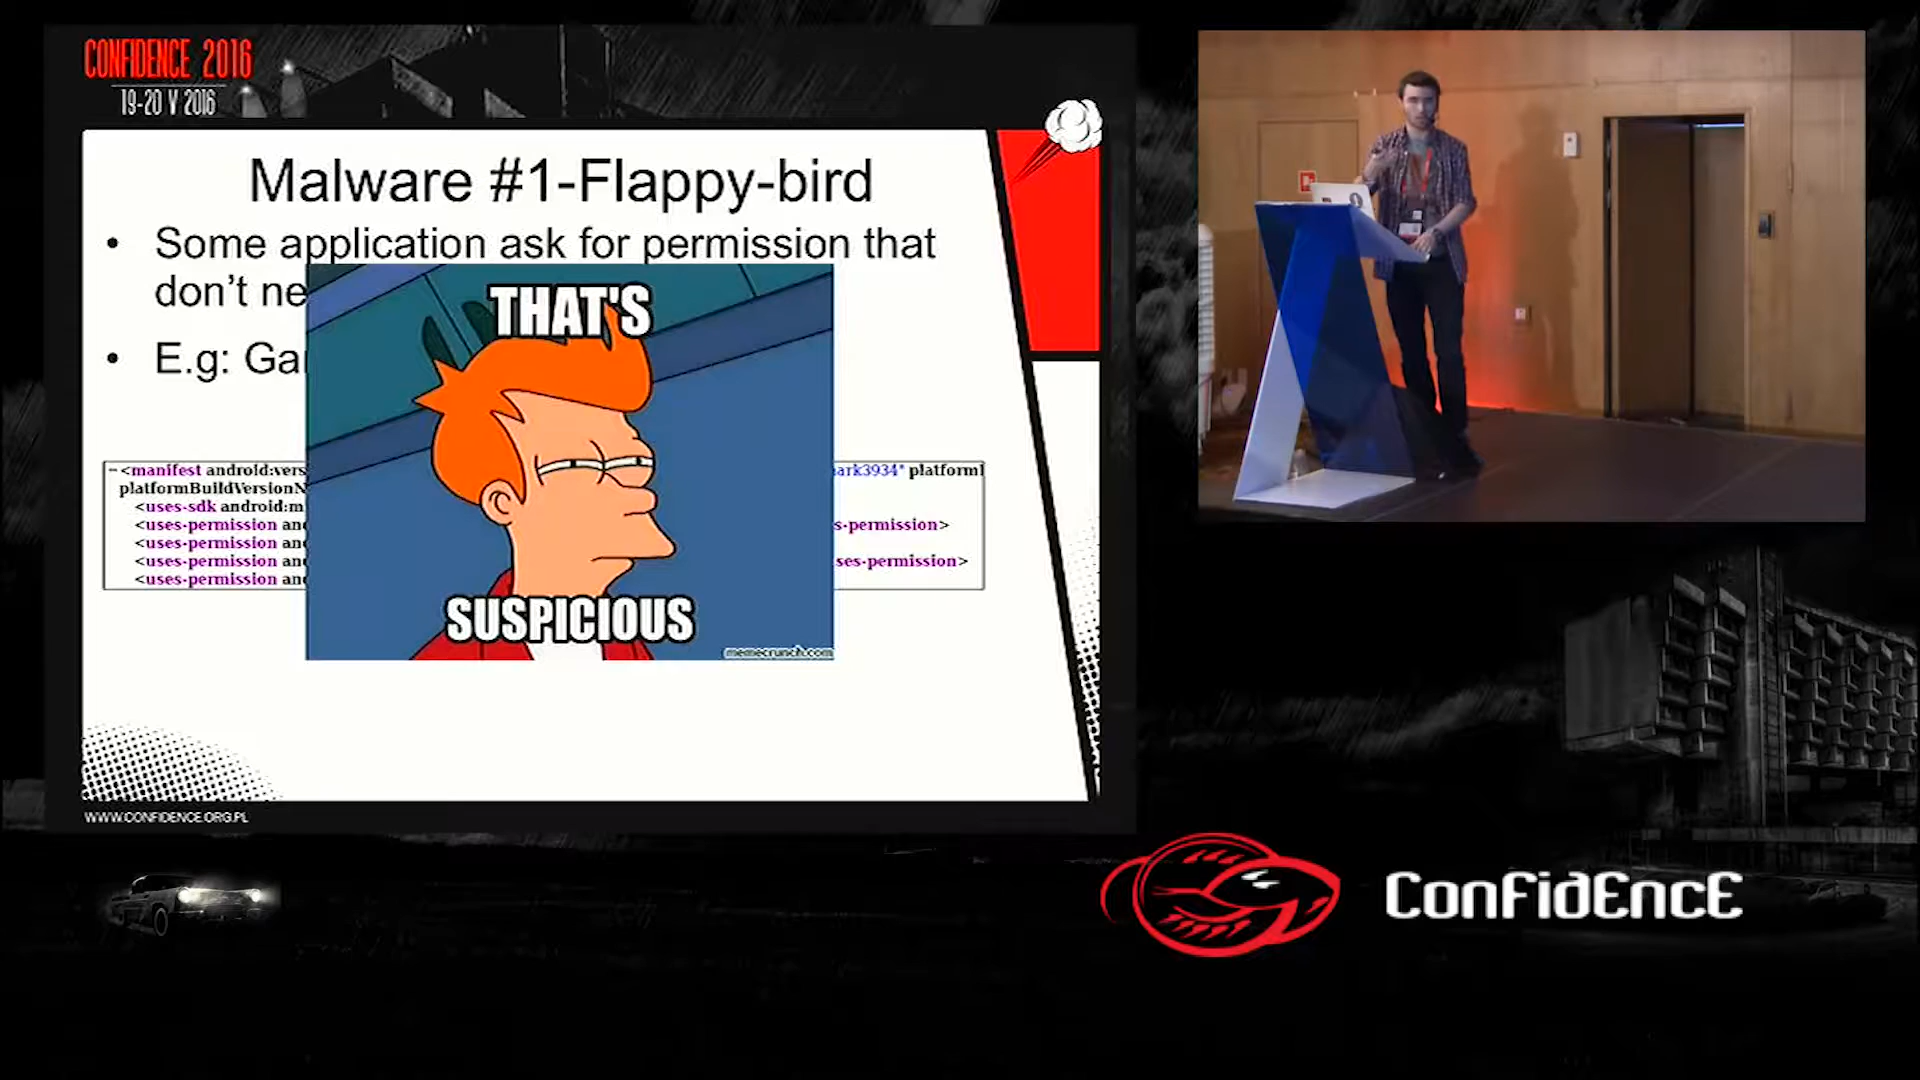 CONFIDENCE 2016
19-20 V 2016
Malware #1-Flappy-bird
• Some application ask for permission that
don't ne
• E.g: Ga
THAT'S
SUSPICIOUS
memecrunch.com
<manifest android:vers ark3934" platformI
platformBuildVersionN
<uses-sdk android:m
<uses-permission an s-permission>
<uses-permission an
<uses-permission an ses-permission>
<uses-permission an
WWW.CONFIDENCE.ORG.PL
ConFidEncE